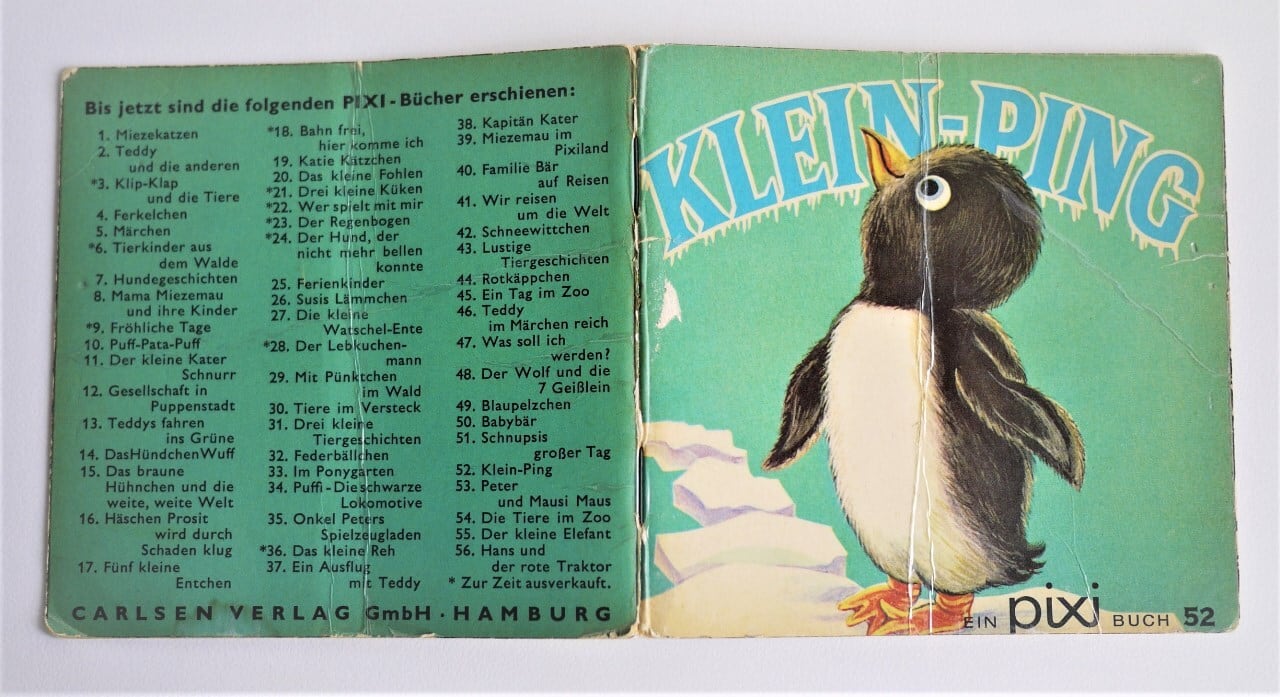 Bis jetzt sind die folgenden PIXI-Bücher erschienen:
1. Miezekatzen
2. Teddy
und die anderen
*3. Klip-Klap
und die Tiere
4. Ferkelchen
5. Märchen
*6. Tierkinder aus
dem Walde
7. Hundegeschichten
8. Mama Miezemau
und ihre Kinder
*9. Fröhliche Tage
10. Puff-Pata-Puff
11. Der kleine Kater
Schnurr
12. Gesellschaft in
Puppenstadt
13. Teddys fahren
ins Grüne
14. DasHündchenWuff
15. Das braune
Hühnchen und die
weite, weite Welt
16. Häschen Prosit
wird durch
Schaden klug
17. Fünf kleine
Entchen
*18. Bahn frei,
hier komme ich
19. Katie Kätzchen
20. Das kleine Fohlen
*21. Drei kleine Küken
*22. Wer spielt mit mir
*23. Der Regenbogen
*24. Der Hund, der
nicht mehr bellen
konnte
25. Ferienkinder
26. Susis Lämmchen
27. Die kleine
Watschel-Ente
*28. Der Lebkuchen-
mann
29. Mit Pünktchen
im Wald
30. Tiere im Versteck
31. Drei kleine
Tiergeschichten
32. Federbällchen
33. Im Ponygarten
34. Puffi-Die schwarze
Lokomotive
35. Onkel Peters
Spielzeugladen
*36. Das kleine Reh
37. Ein Ausflug
mit Teddy
38. Kapitän Kater
39. Miezemau im
Pixiland
40. Familie Bär
auf Reisen
41. Wir reisen
um die Welt
42. Schneewittchen
43. Lustige
Tiergeschichten
44. Rotkäppchen
45. Ein Tag im Zoo
46. Teddy
im Märchen reich
47. Was soll ich
werden?
48. Der Wolf und die
7 Geißlein
49. Blaupelzchen
50. Babybär
51. Schnupsis
großer Tag
52. Klein-Ping
53. Peter
und Mausi Maus
54. Die Tiere im Zoo
55. Der kleine Elefant
56. Hans und
der rote Traktor
* Zur Zeit ausverkauft.
CARLSEN VERLAG GmbH · HAMBURG
KLEIN-PING
EIN pixi BUCH 52